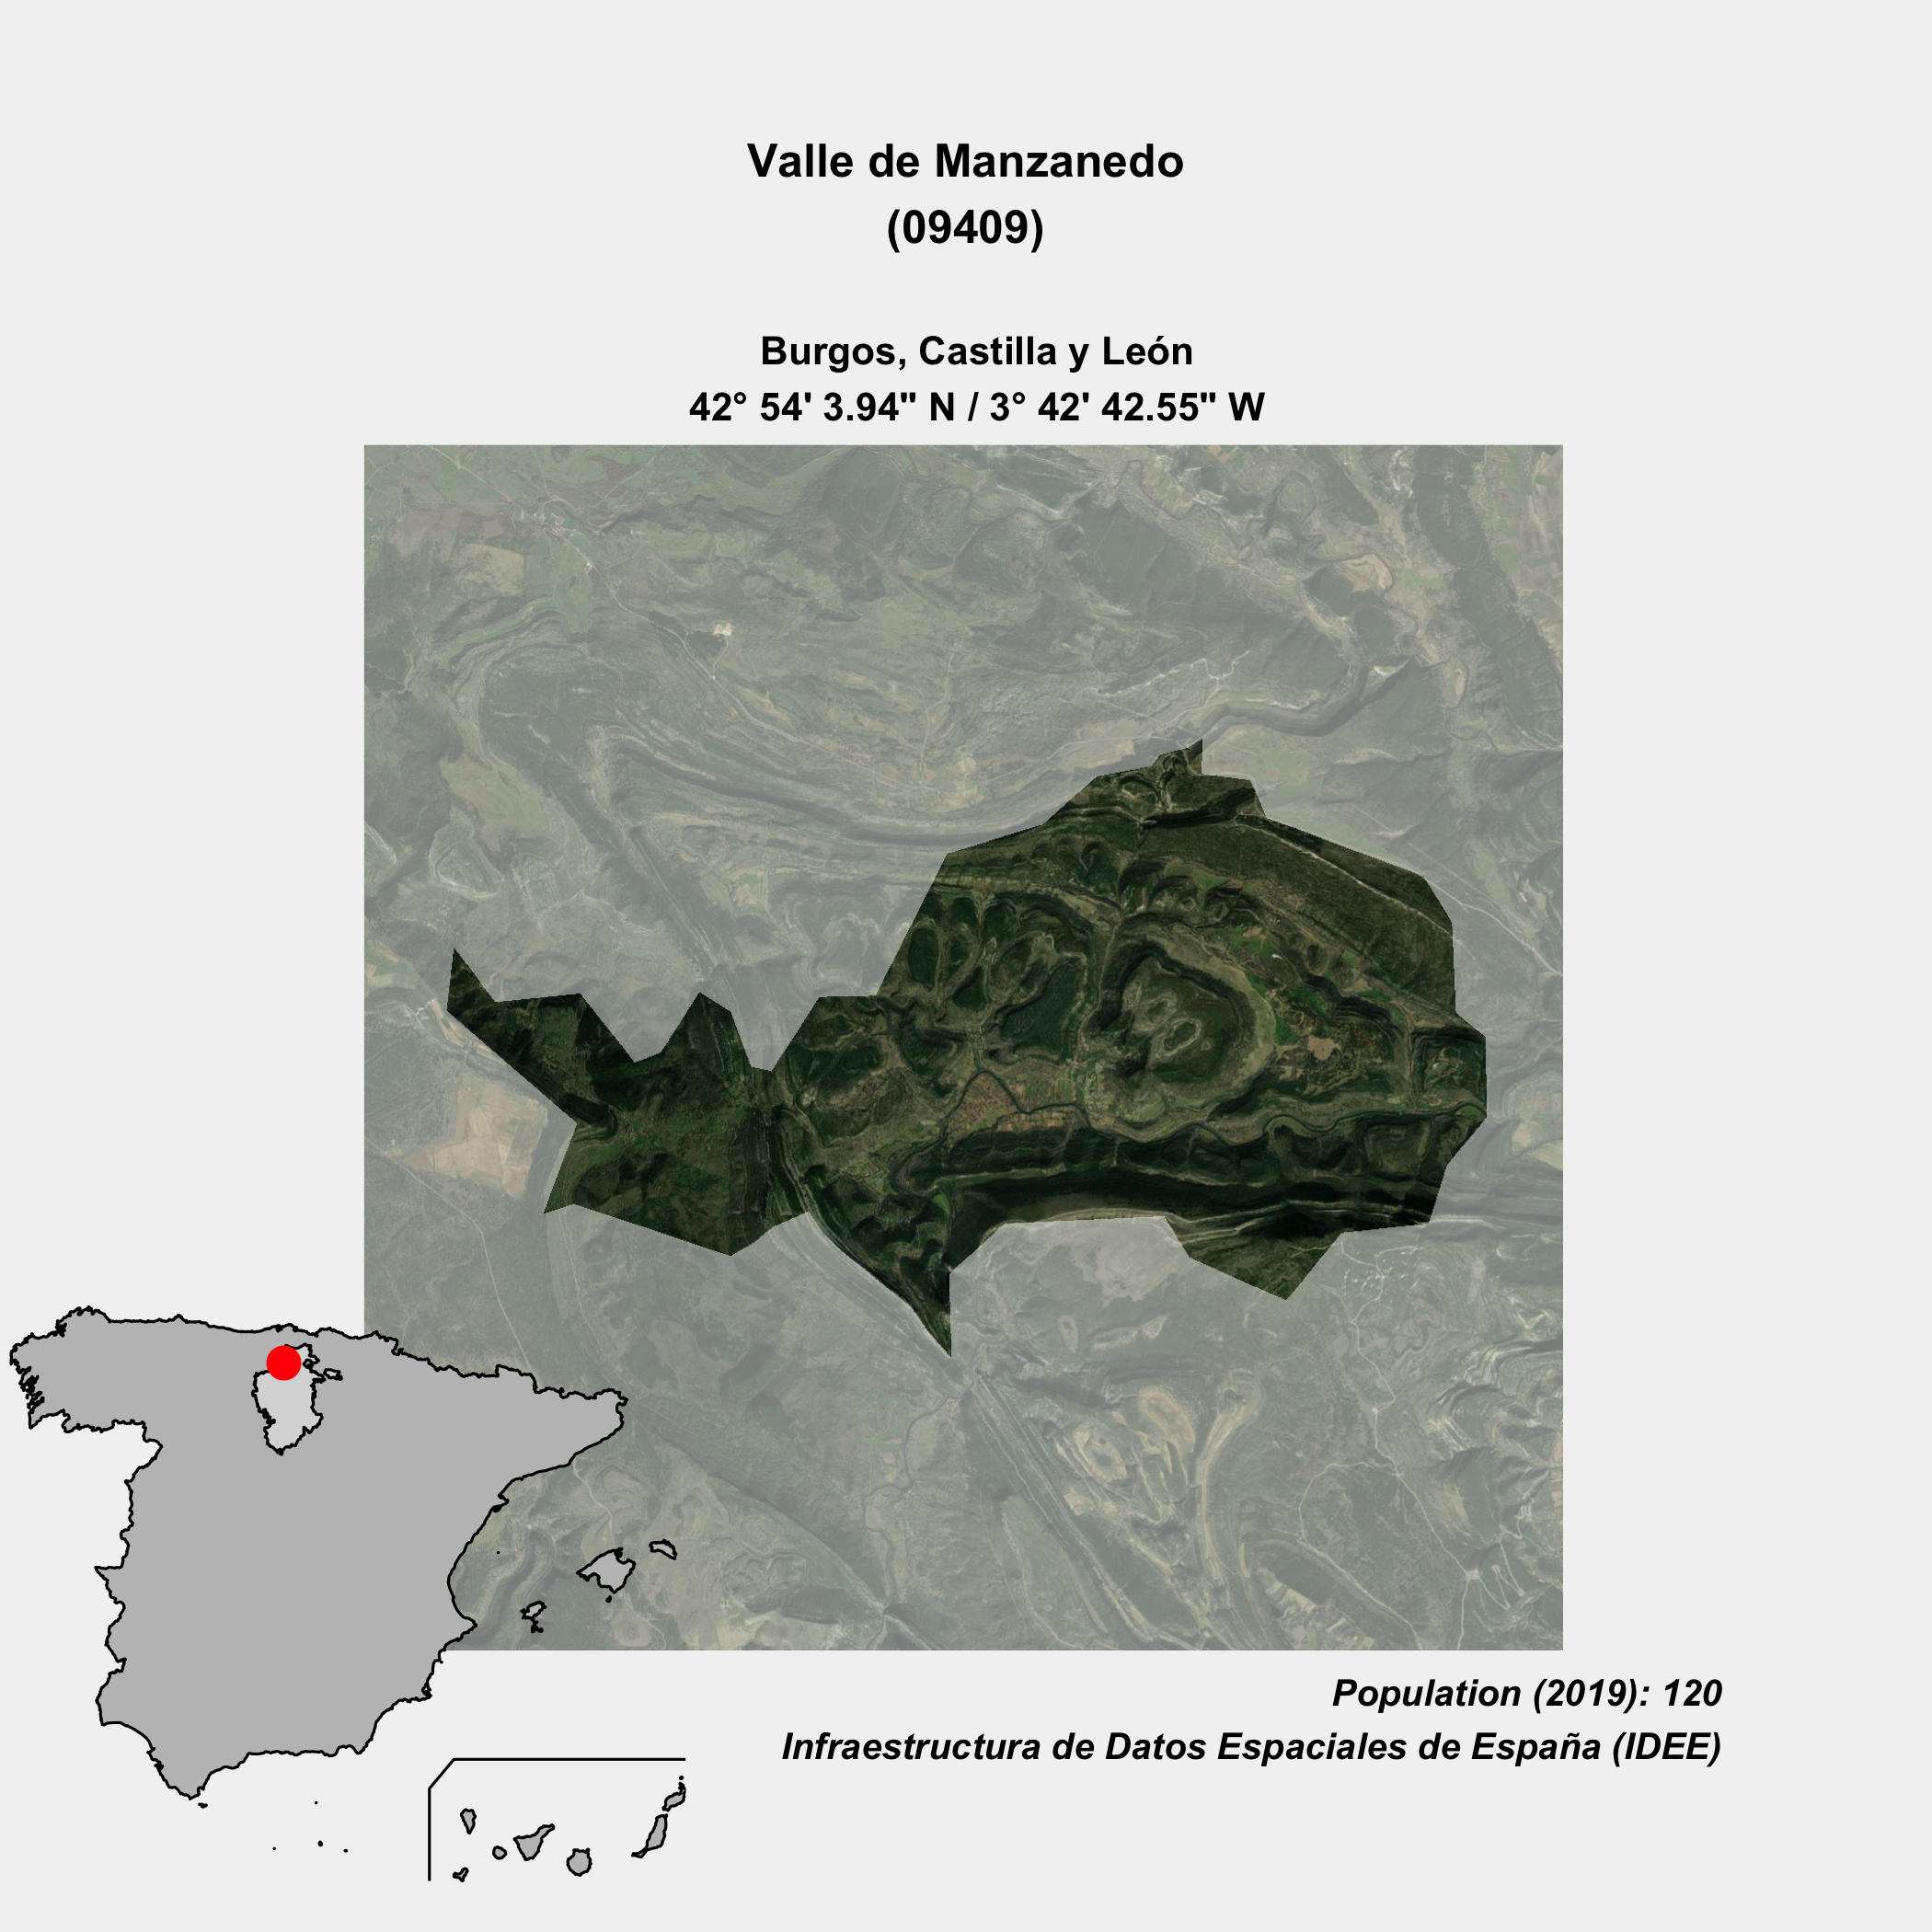 Valle de Manzanedo
(09409)
Burgos, Castilla y León
42° 54' 3.94" N / 3° 42' 42.55" W
Population (2019): 120
Infraestructura de Datos Espaciales de España (IDEE)